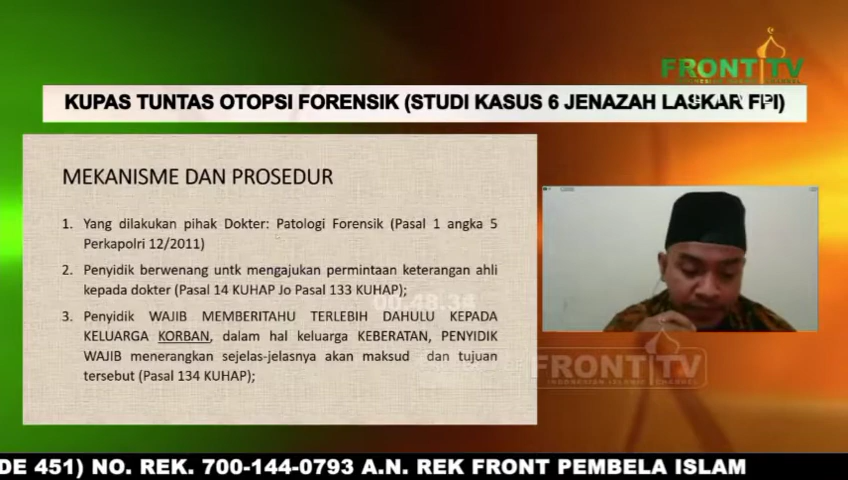 FRONT TV
KUPAS TUNTAS OTOPSI FORENSIK (STUDI KASUS 6 JENAZAH LASKAR FPI)
MEKANISME DAN PROSEDUR
1. Yang dilakukan pihak Dokter: Patologi Forensik (Pasal 1 angka 5
Perkapolri 12/2011)
2. Penyidik berwenang untk mengajukan permintaan keterangan ahli
kepada dokter (Pasal 14 KUHAP Jo Pasal 133 KUHAP);
00.48.34
3. Penyidik WAJIB MEMBERITAHU TERLEBIH DAHULU KEPADA
KELUARGA KORBAN, dalam hal keluarga KEBERATAN, PENYIDIK
WAJIB menerangkan sejelas-jelasnya akan maksud dan tujuan
tersebut (Pasal 134 KUHAP);
FRONT TV
INDONESIAN ISLAMIC CHANNEL
DE 451) NO. REK. 700-144-0793 A.N. REK FRONT PEMBELA ISLAM